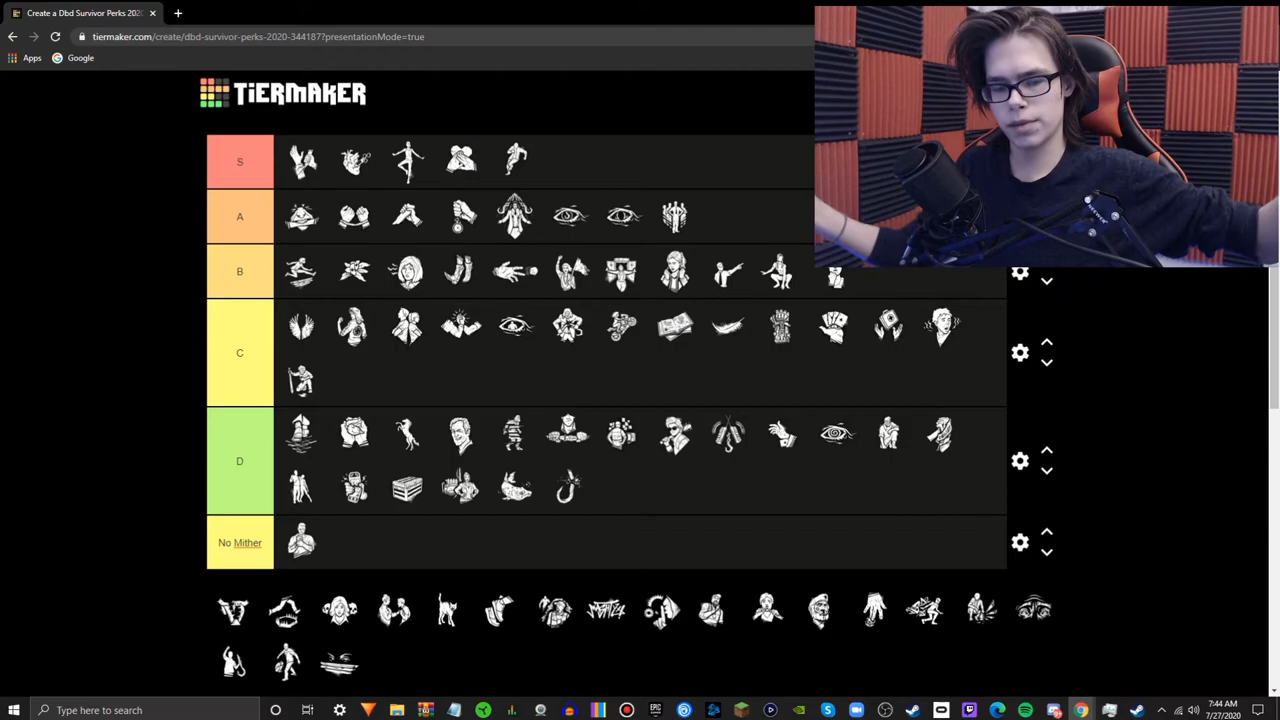 Create a Dbd Survivor Perks 202
tiermaker.com/create/dbd-survivor-perks-2020-344187?presentationMode=true
Apps
Google
TIERMAKER
S
A
B
C
D
No Mither
Type here to search
7:44 AM
7/27/2020